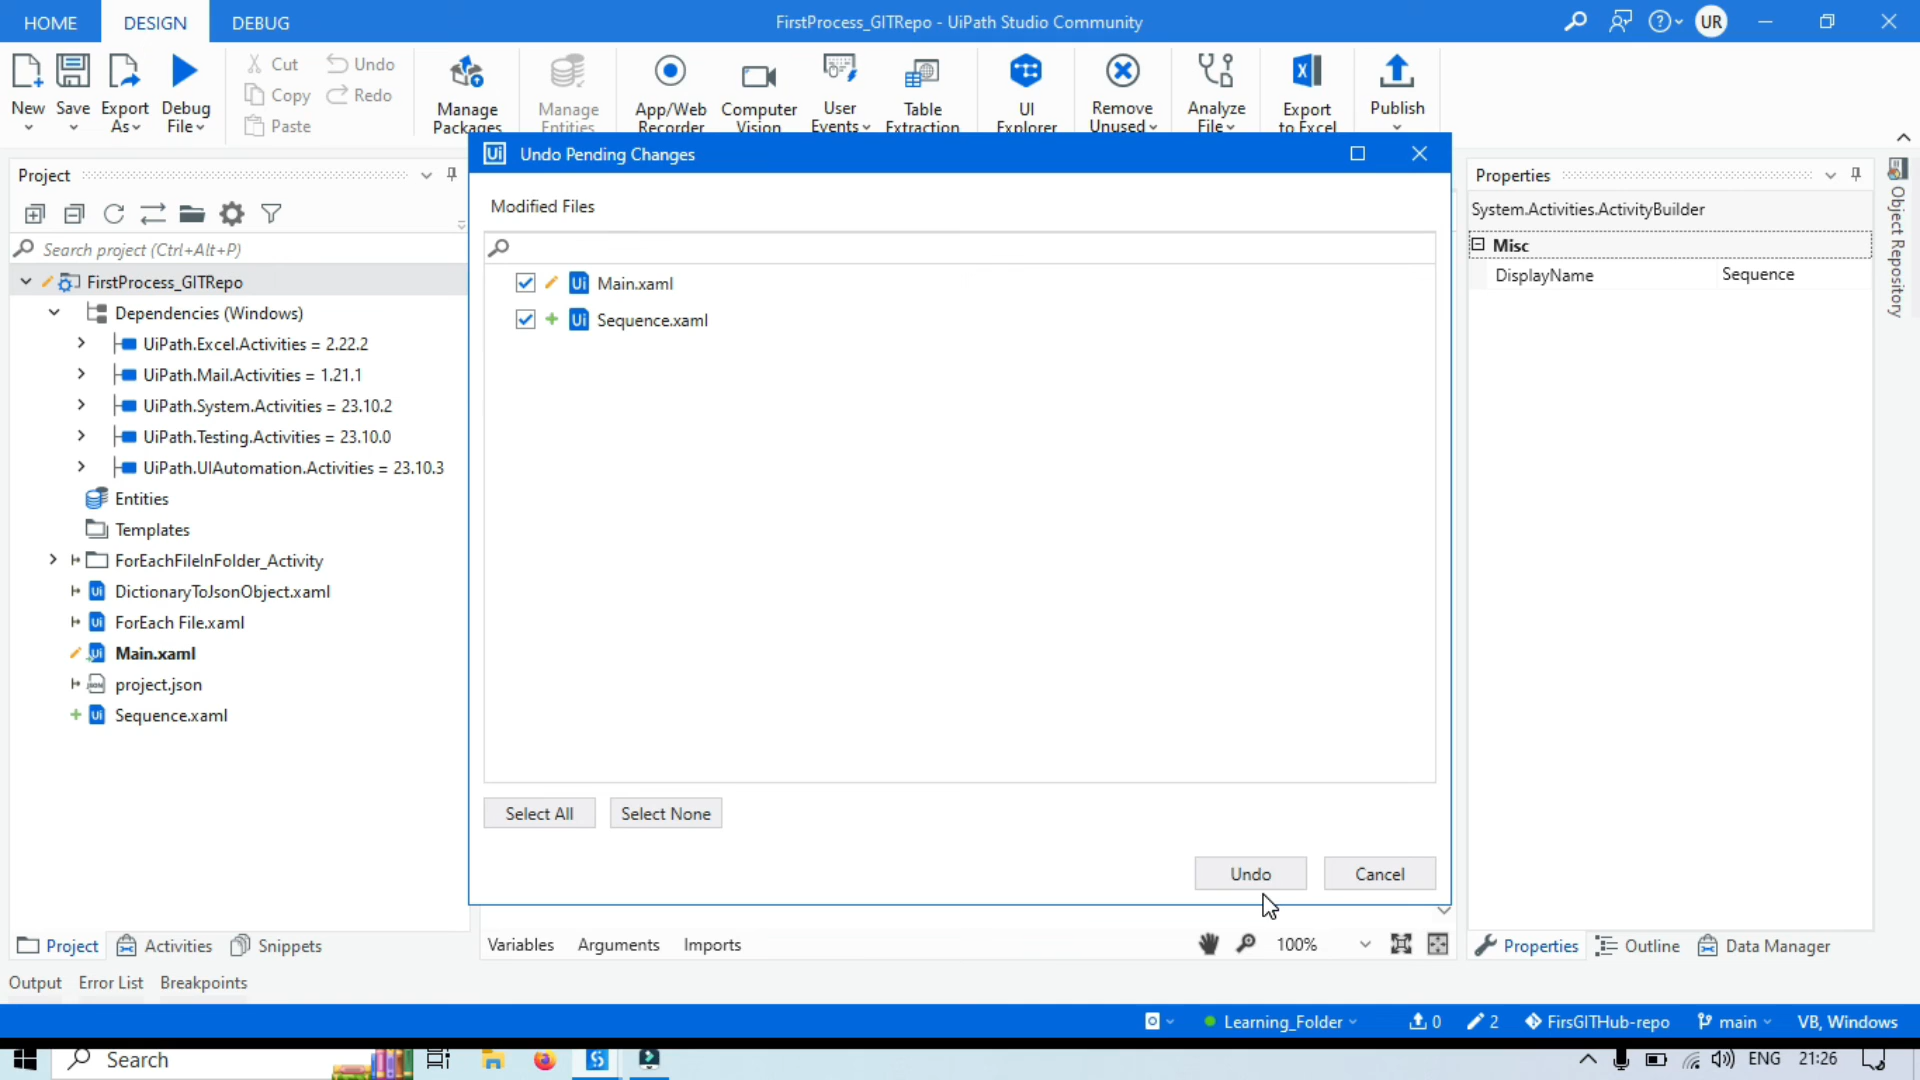 HOME DESIGN DEBUG FirstProcess_GITRepo - UiPath Studio Community UR
New Save Export As Debug File
Cut Undo
Copy Redo
Paste
Manage Packages
Manage Entities
App/Web Recorder
Computer Vision
User Events
Table Extraction
UI Explorer
Remove Unused
Analyze File
Export to Excel
Publish
Project
Search project (Ctrl+Alt+P)
FirstProcess_GITRepo
Dependencies (Windows)
UiPath.Excel.Activities = 2.22.2
UiPath.Mail.Activities = 1.21.1
UiPath.System.Activities = 23.10.2
UiPath.Testing.Activities = 23.10.0
UiPath.UIAutomation.Activities = 23.10.3
Entities
Templates
ForEachFileInFolder_Activity
DictionaryToJsonObject.xaml
ForEach File.xaml
Main.xaml
project.json
Sequence.xaml
Project Activities Snippets
Ui Undo Pending Changes
Modified Files
Main.xaml
Sequence.xaml
Select All Select None
Undo Cancel
Variables Arguments Imports 100%
Properties
System.Activities.ActivityBuilder
Misc
DisplayName Sequence
Object Repository
Properties Outline Data Manager
Output Error List Breakpoints
Learning_Folder 0 2 FirsGITHub-repo main VB, Windows
Search ENG 21:26